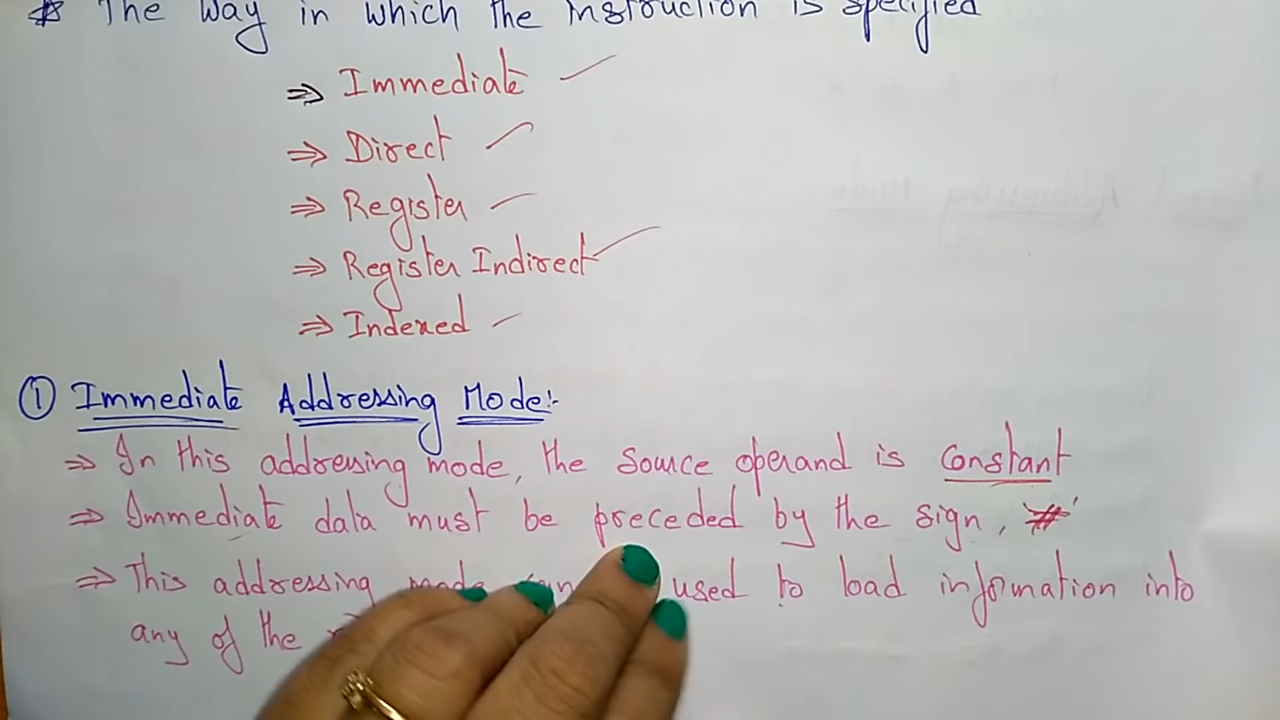 * The way in which the instruction is specified
⇒ Immediate
⇒ Direct
⇒ Register
⇒ Register Indirect
⇒ Indexed
① Immediate Addressing Mode:-
⇒ In this addressing mode, the source operand is constant
⇒ Immediate data must be preceded by the sign, #
⇒ This addressing mode used to load information into
any of the